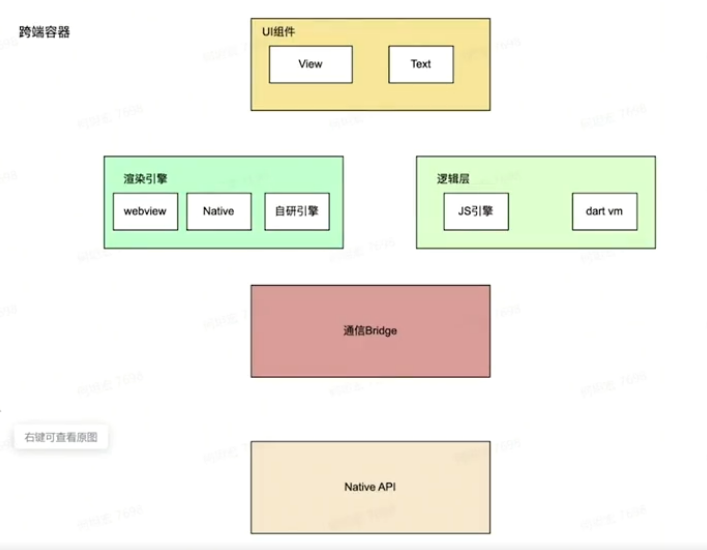 跨端容器
UI组件
View
Text
渲染引擎
webview
Native
自研引擎
逻辑层
JS引擎
dart vm
通信Bridge
右键可查看原图
Native API